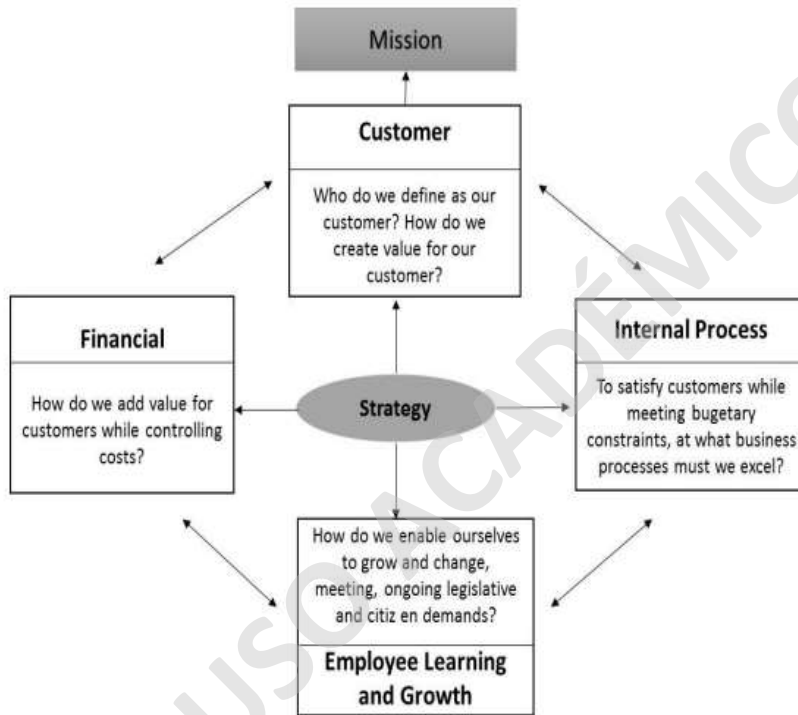 Mission
Customer
Who do we define as our
customer? How do we
create value for our
customer?
Financial
How do we add value for
customers while controlling
costs?
Strategy
Internal Process
To satisfy customers while
meeting bugetary
constraints, at what business
processes must we excel?
How do we enable ourselves
to grow and change,
meeting, ongoing legislative
and citiz en demands?
Employee Learning
and Growth
USO ACADÉMICO